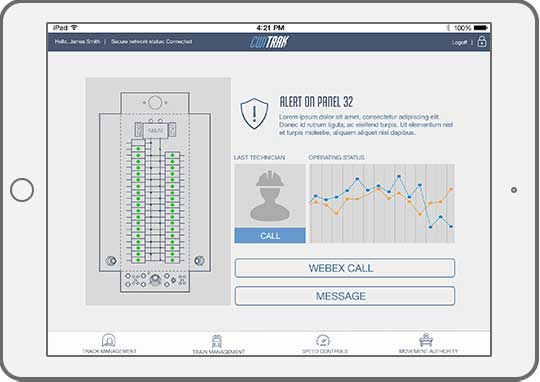 iPad
4:21 PM
100%
Hello, James Smith | Secure network status: Connected
CWTRAK
Logoff |
ALERT ON PANEL 32
Lorem ipsum dolor sit amet, consectetur adipiscing elit.
Donec id rutrum ligula, ac eleifend turpis. Ut elementum nisl
et turpis molestie, aliquam aliquet nisl dapibus.
MAIN
LAST TECHNICIAN
OPERATING STATUS
CALL
WEBEX CALL
MESSAGE
TRACK MANAGEMENT
TRAIN MANAGEMENT
SPEED CONTROLS
MOVEMENT AUTHORITY